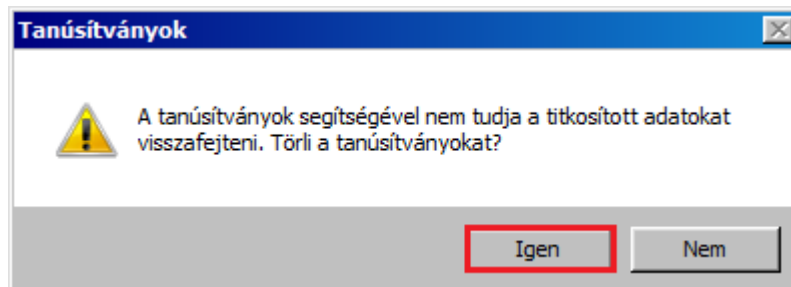 Tanúsítványok
A tanúsítványok segítségével nem tudja a titkosított adatokat
visszafejteni. Törli a tanúsítványokat?
Igen
Nem